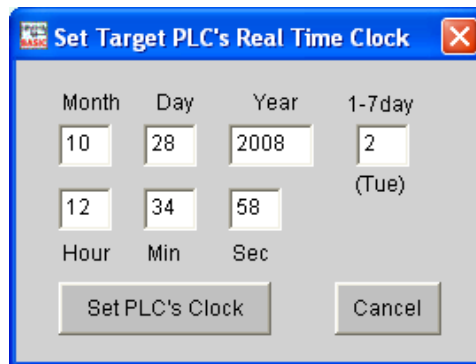 Set Target PLC's Real Time Clock
Month Day Year 1-7day
10 28 2008 2
(Tue)
12 34 58
Hour Min Sec
Set PLC's Clock Cancel